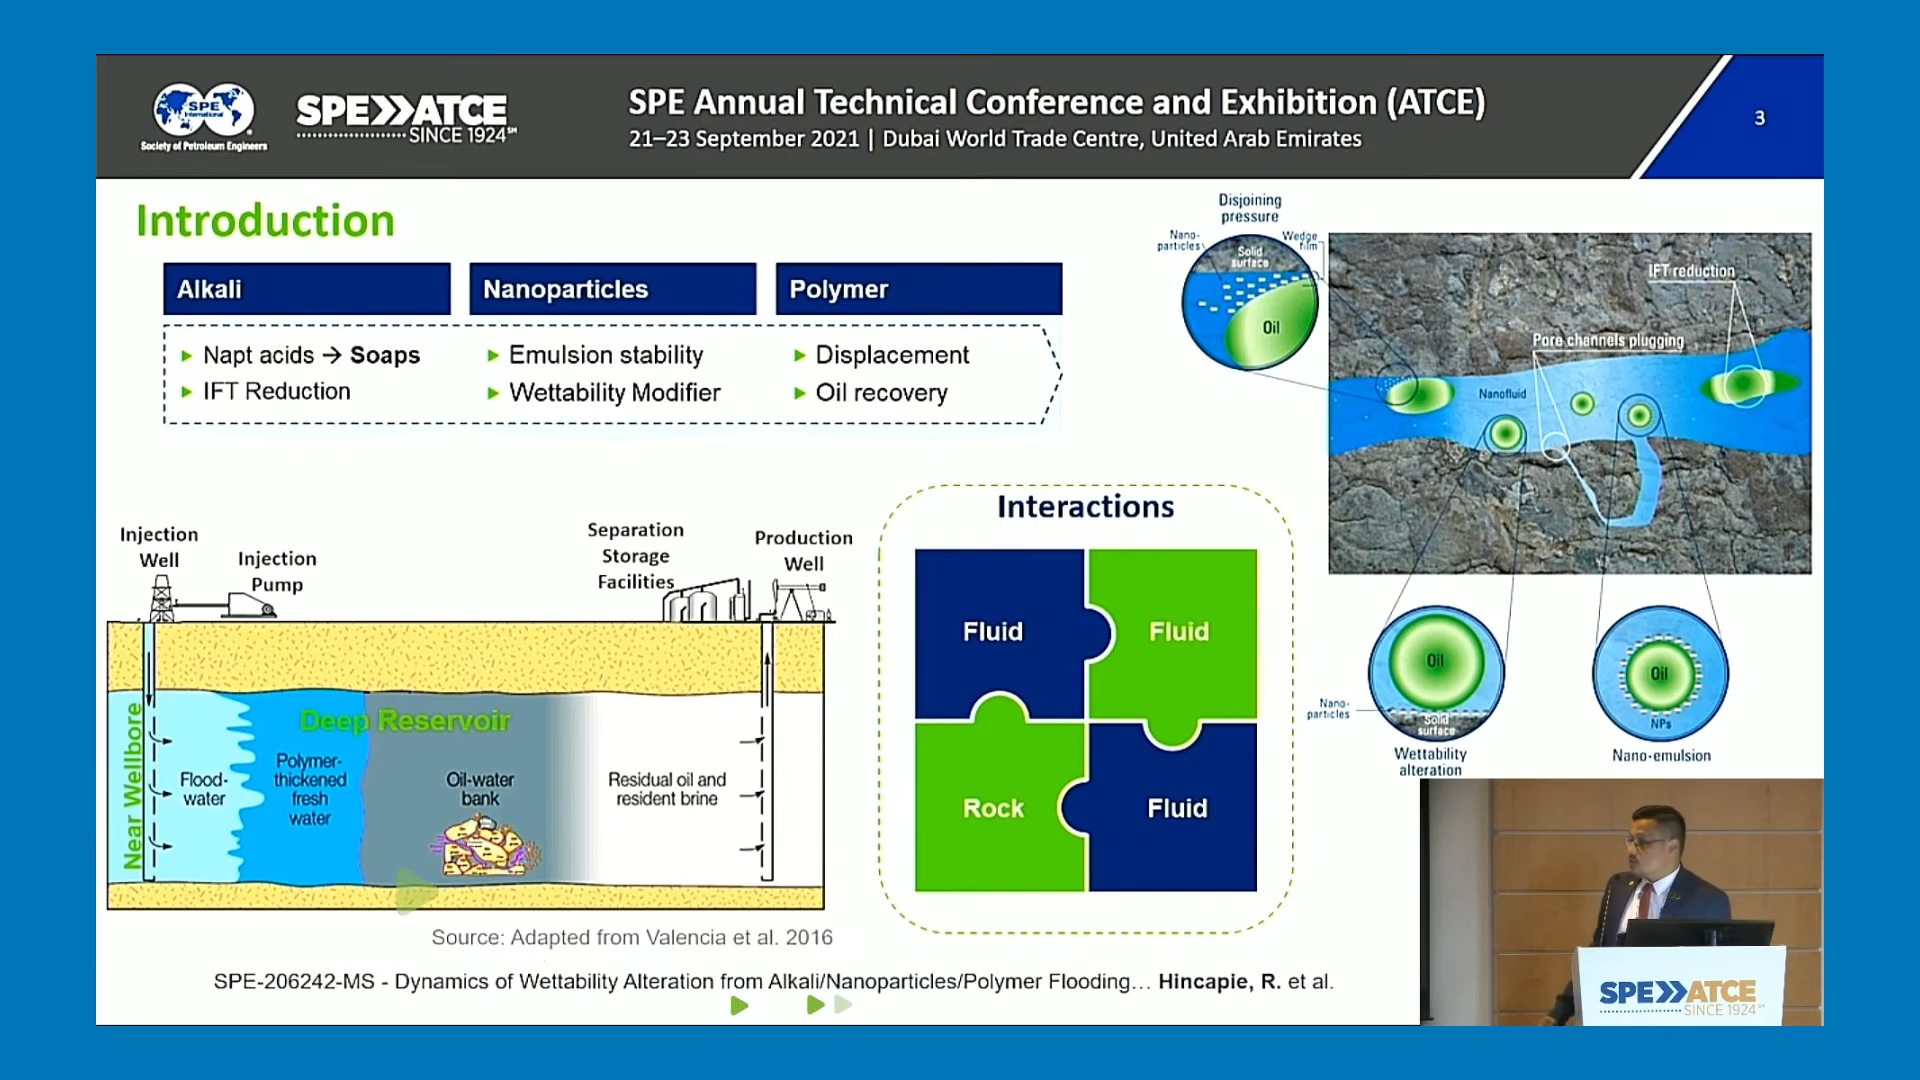 SPE
International
Society of Petroleum Engineers
SPE ATCE
SINCE 1924℠
SPE Annual Technical Conference and Exhibition (ATCE)
21–23 September 2021 | Dubai World Trade Centre, United Arab Emirates
3
Introduction
Alkali
Napt acids → Soaps
IFT Reduction
Nanoparticles
Emulsion stability
Wettability Modifier
Polymer
Displacement
Oil recovery
Disjoining
pressure
Nano-
particles
Wedge
film
Solid
surface
Oil
IFT reduction
Pore channels plugging
Nanofluid
Oil
Nano-
particles
Solid
surface
Wettability
alteration
Oil
NPs
Nano-emulsion
Injection
Well
Injection
Pump
Separation
Storage
Facilities
Production
Well
Near Wellbore
Deep Reservoir
Flood-
water
Polymer-
thickened
fresh
water
Oil-water
bank
Residual oil and
resident brine
Source: Adapted from Valencia et al. 2016
Interactions
Fluid
Fluid
Rock
Fluid
SPE-206242-MS - Dynamics of Wettability Alteration from Alkali/Nanoparticles/Polymer Flooding... Hincapie, R. et al.
SPE ATCE
SINCE 1924℠